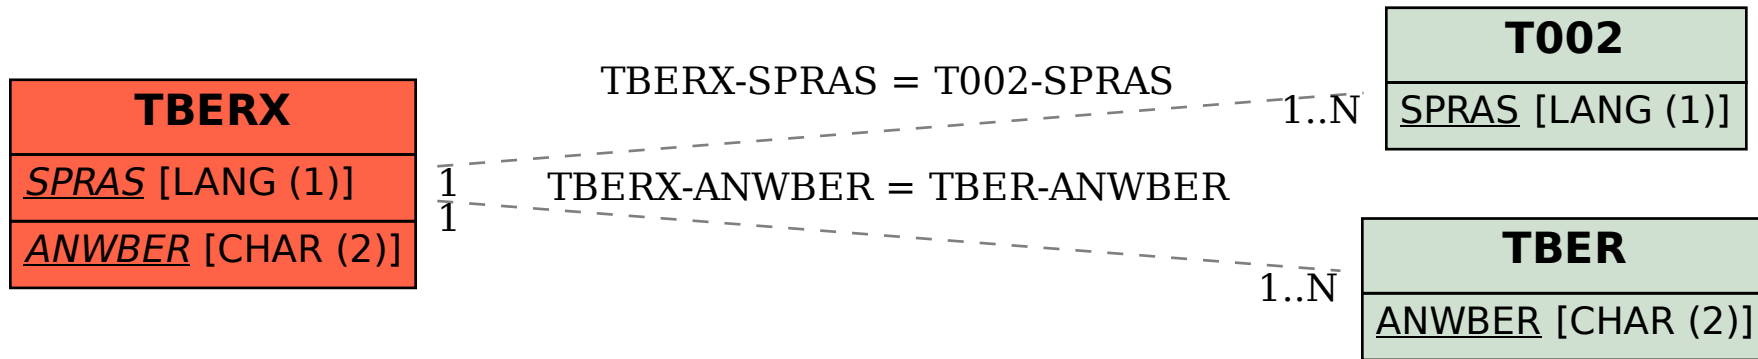 TBERX
SPRAS [LANG (1)]
ANWBER [CHAR (2)]
TBERX-SPRAS = T002-SPRAS
1
1..N
TBERX-ANWBER = TBER-ANWBER
1
1..N
T002
SPRAS [LANG (1)]
TBER
ANWBER [CHAR (2)]